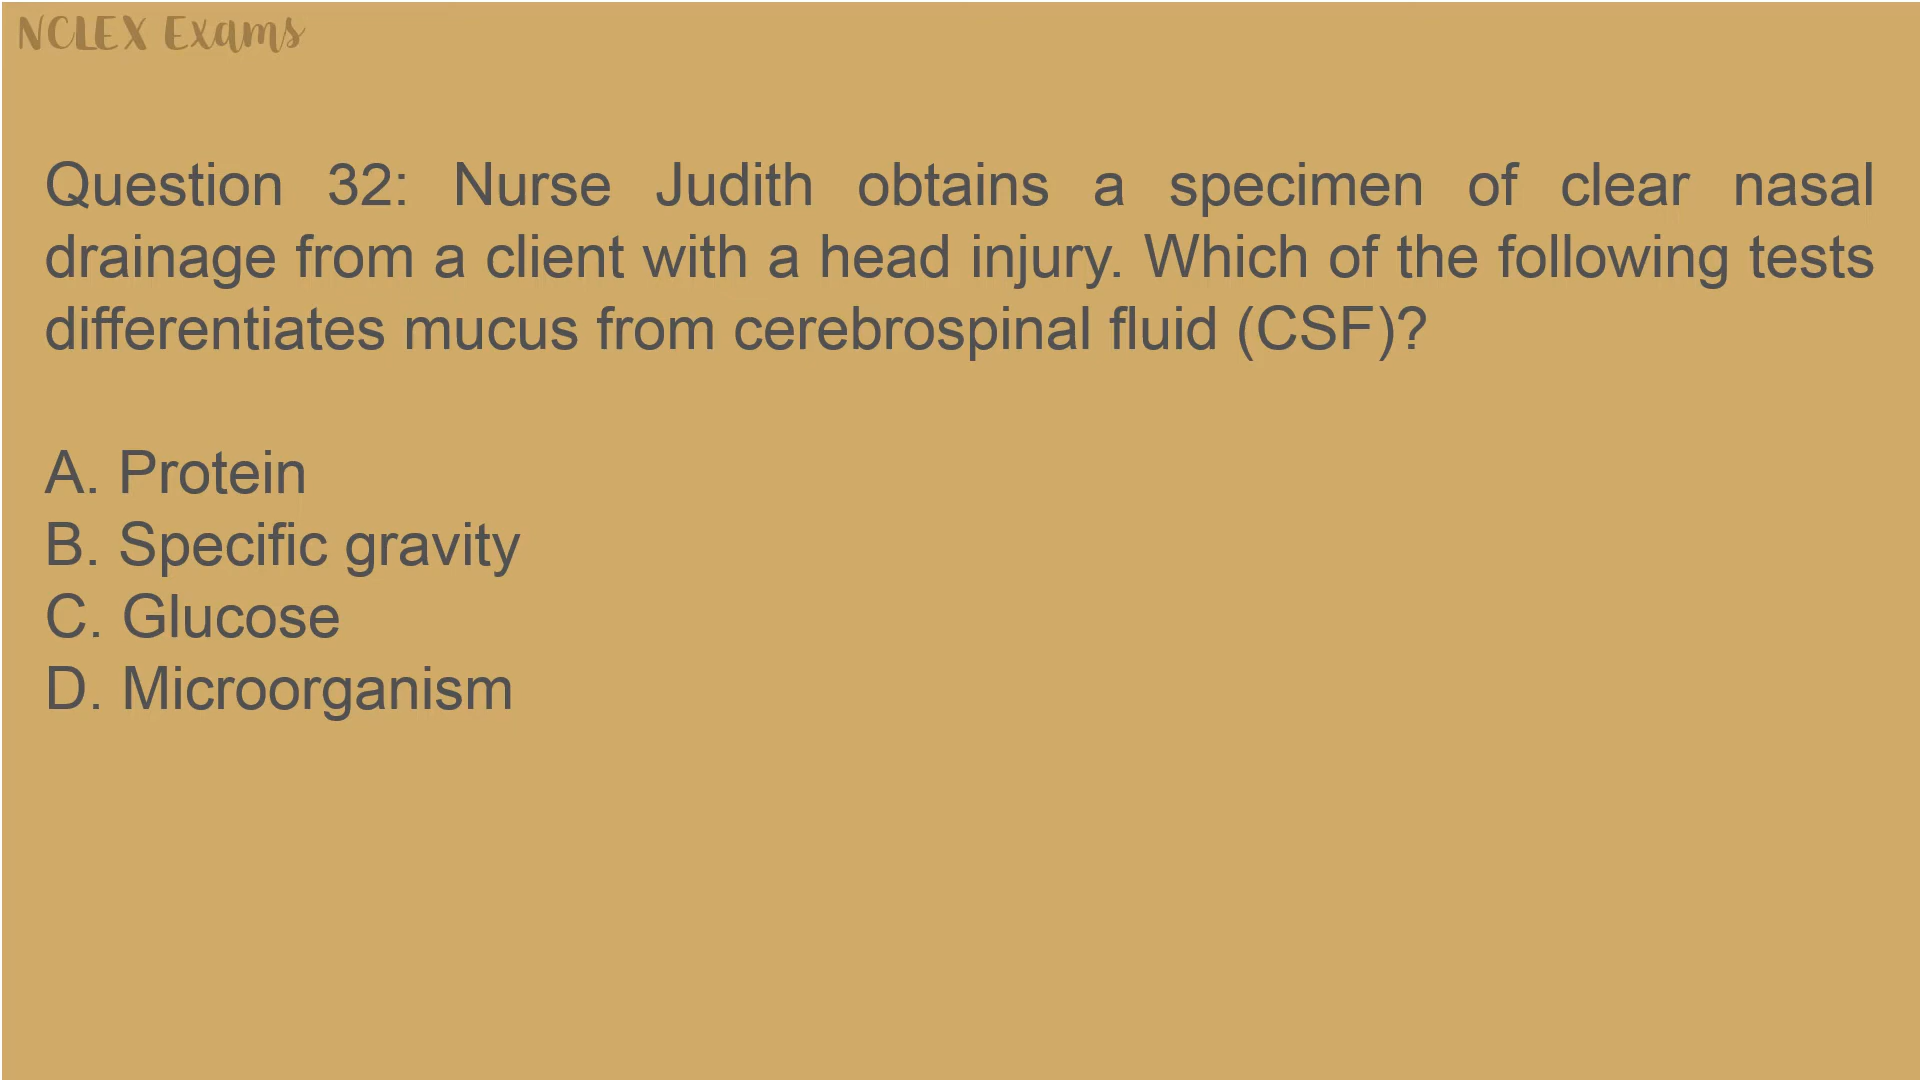 NCLEX Exams
Question 32: Nurse Judith obtains a specimen of clear nasal
drainage from a client with a head injury. Which of the following tests
differentiates mucus from cerebrospinal fluid (CSF)?
A. Protein
B. Specific gravity
C. Glucose
D. Microorganism